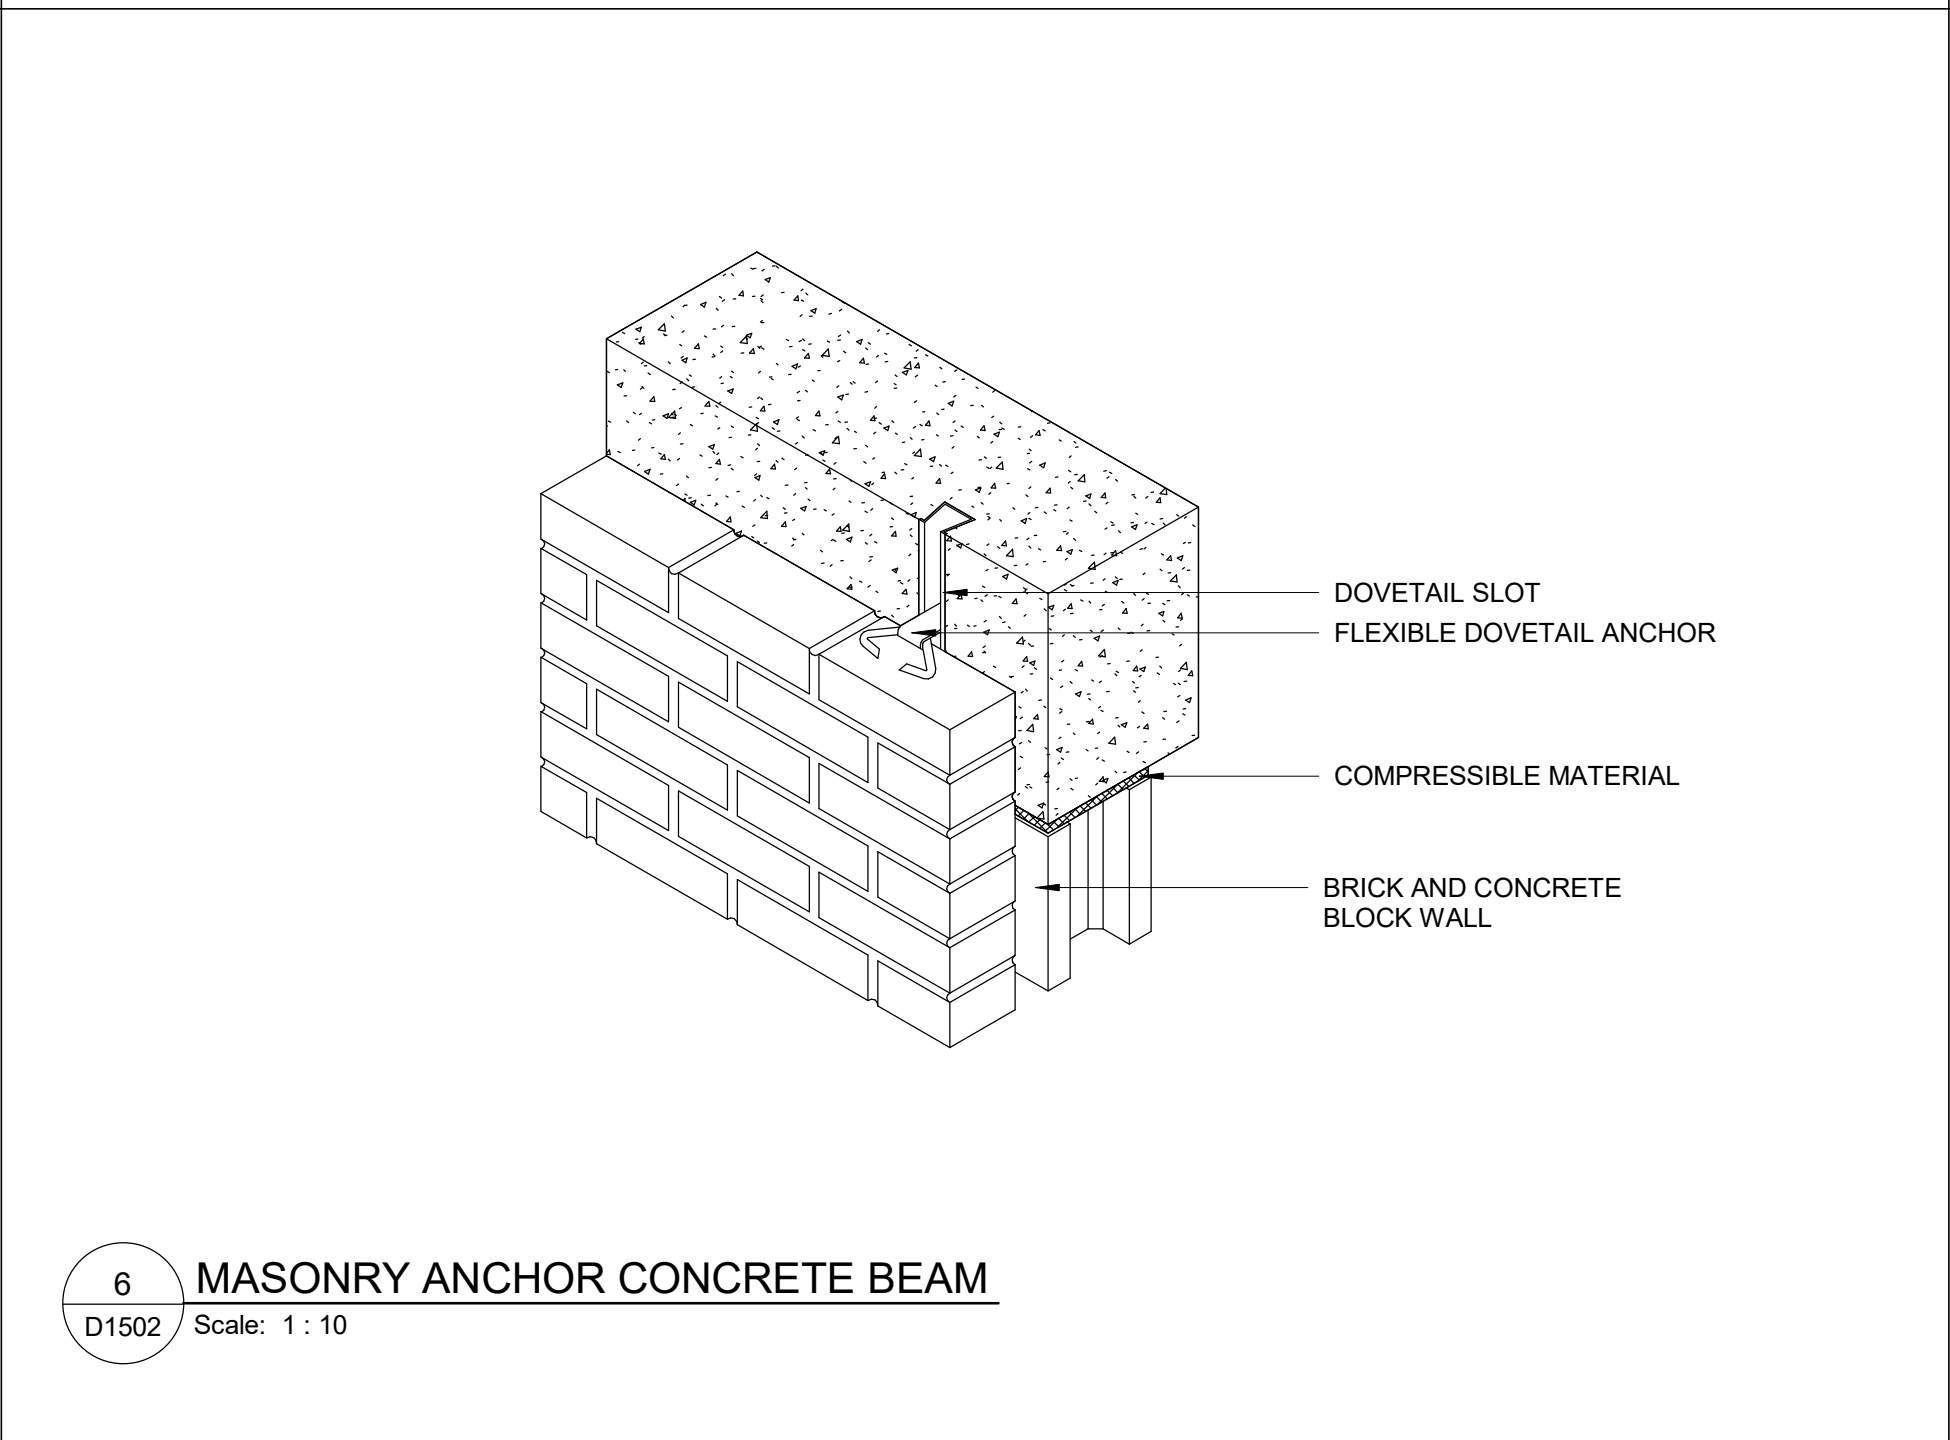 DOVETAIL SLOT
FLEXIBLE DOVETAIL ANCHOR
COMPRESSIBLE MATERIAL
BRICK AND CONCRETE
BLOCK WALL
6
MASONRY ANCHOR CONCRETE BEAM
D1502
Scale: 1 : 10